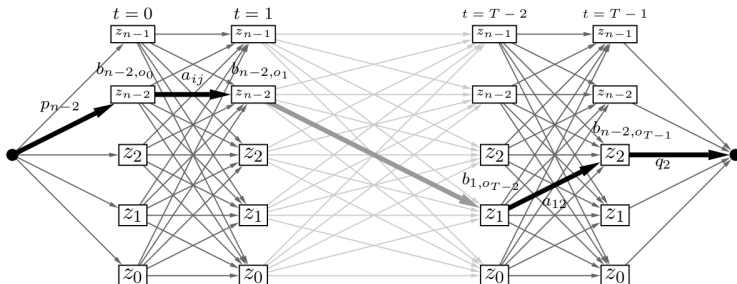 t = 0 t = 1 t = T − 2 t = T − 1
z_{n−1} z_{n−1} z_{n−1} z_{n−1}
b_{n−2,o_0} a_{ij} b_{n−2,o_1}
z_{n−2} z_{n−2} z_{n−2} z_{n−2}
p_{n−2}
b_{n−2,o_{T−1}}
z_2 z_2 z_2 z_2
q_2
b_{1,o_{T−2}}
a_{12}
z_1 z_1 z_1 z_1
z_0 z_0 z_0 z_0